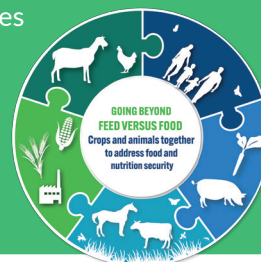 es
GOING BEYOND
FEED VERSUS FOOD
Crops and animals together
to address food and
nutrition security